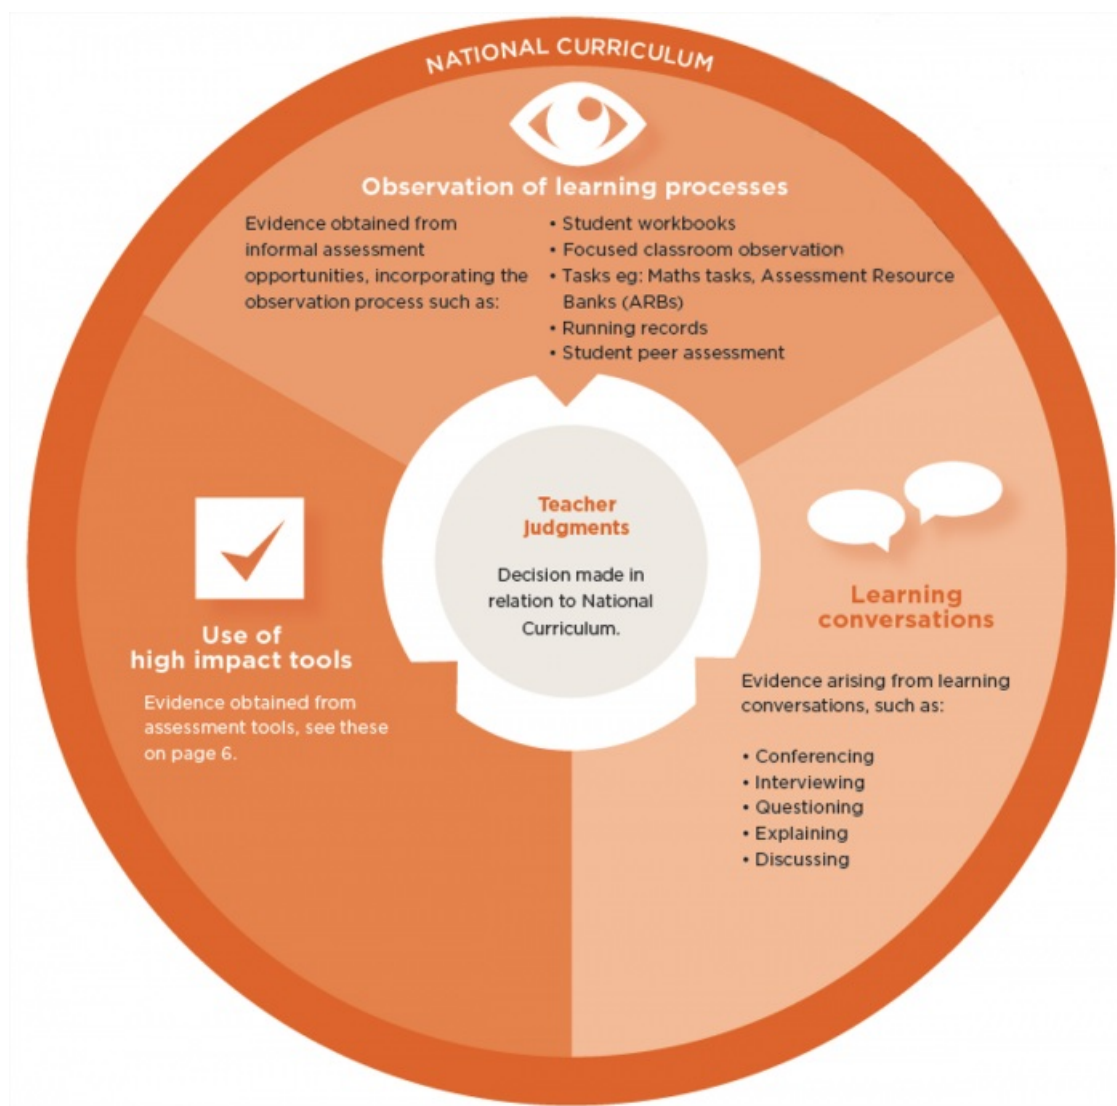 NATIONAL CURRICULUM
Observation of learning processes
Evidence obtained from
informal assessment
opportunities, incorporating the
observation process such as:
• Student workbooks
• Focused classroom observation
• Tasks eg: Maths tasks, Assessment Resource
Banks (ARBs)
• Running records
• Student peer assessment
Teacher
judgments
Decision made in
relation to National
Curriculum.
Use of
high impact tools
Evidence obtained from
assessment tools, see these
on page 6.
Learning
conversations
Evidence arising from learning
conversations, such as:
• Conferencing
• Interviewing
• Questioning
• Explaining
• Discussing